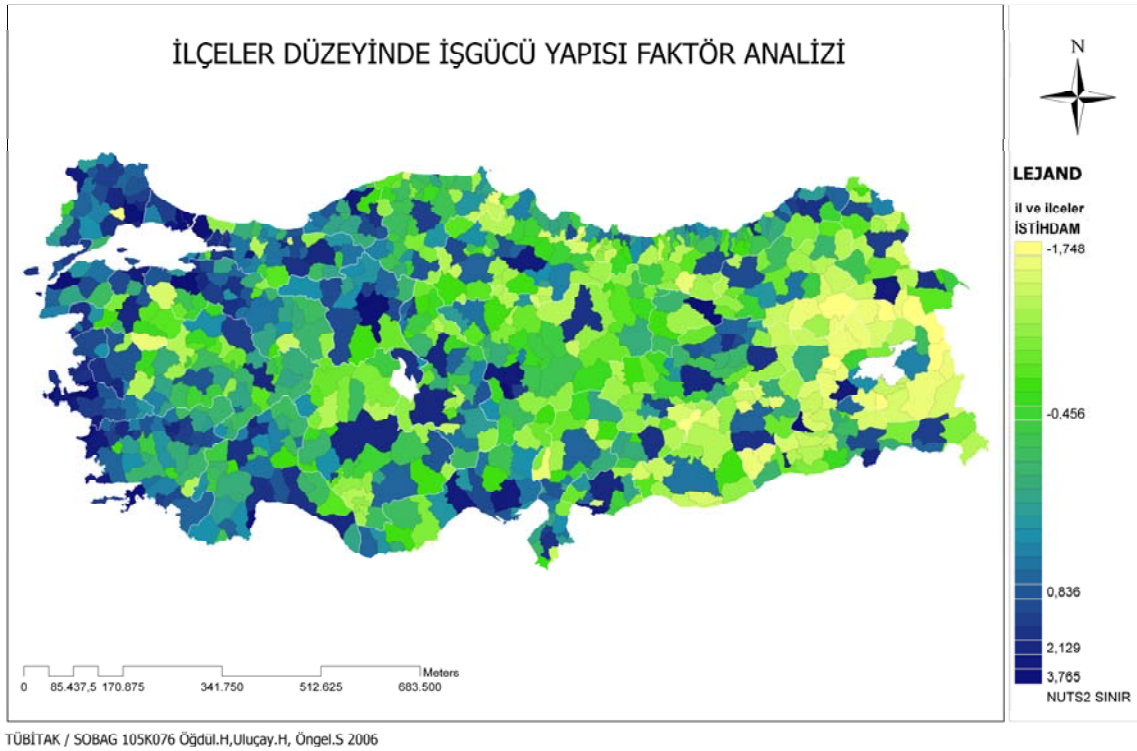 İLÇELER DÜZEYİNDE İŞGÜCÜ YAPISI FAKTÖR ANALİZİ
N
LEJAND
il ve ilceler
İSTİHDAM
-1,748
-0,456
0,836
2,129
3,765
NUTS2 SINIR
Meters
0 85.437,5 170.875 341.750 512.625 683.500
TÜBİTAK / SOBAG 105K076 Öğdül.H,Uluçay.H, Öngel.S 2006